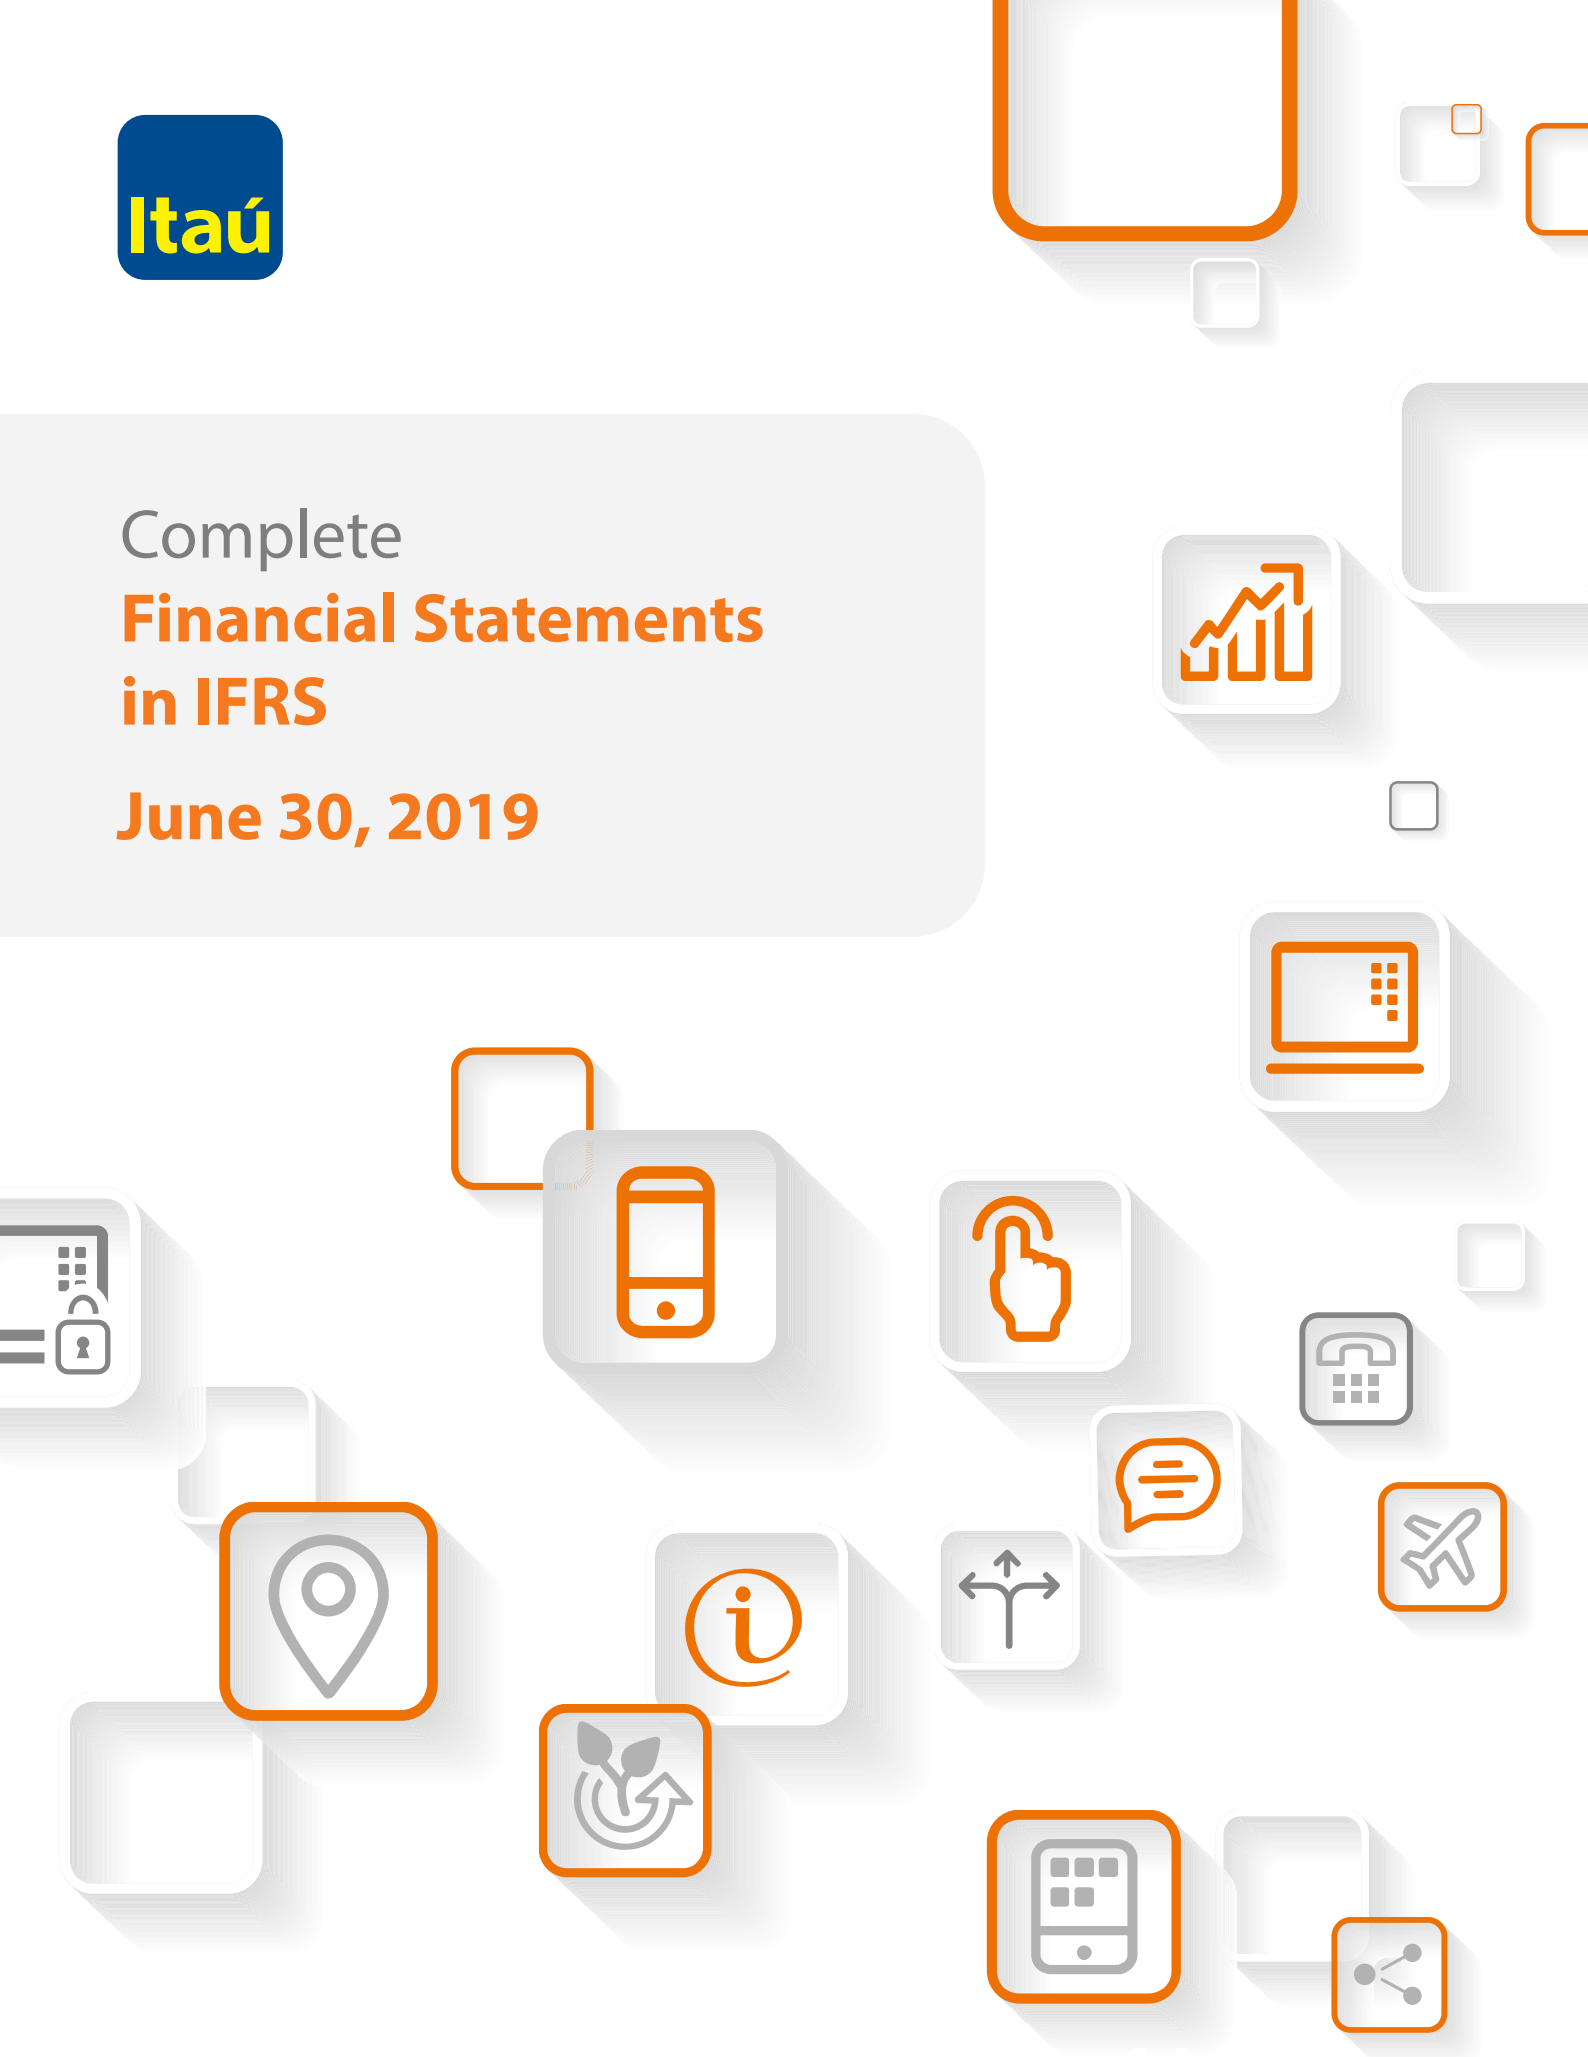 Itaú
Complete
Financial Statements
in IFRS
June 30, 2019